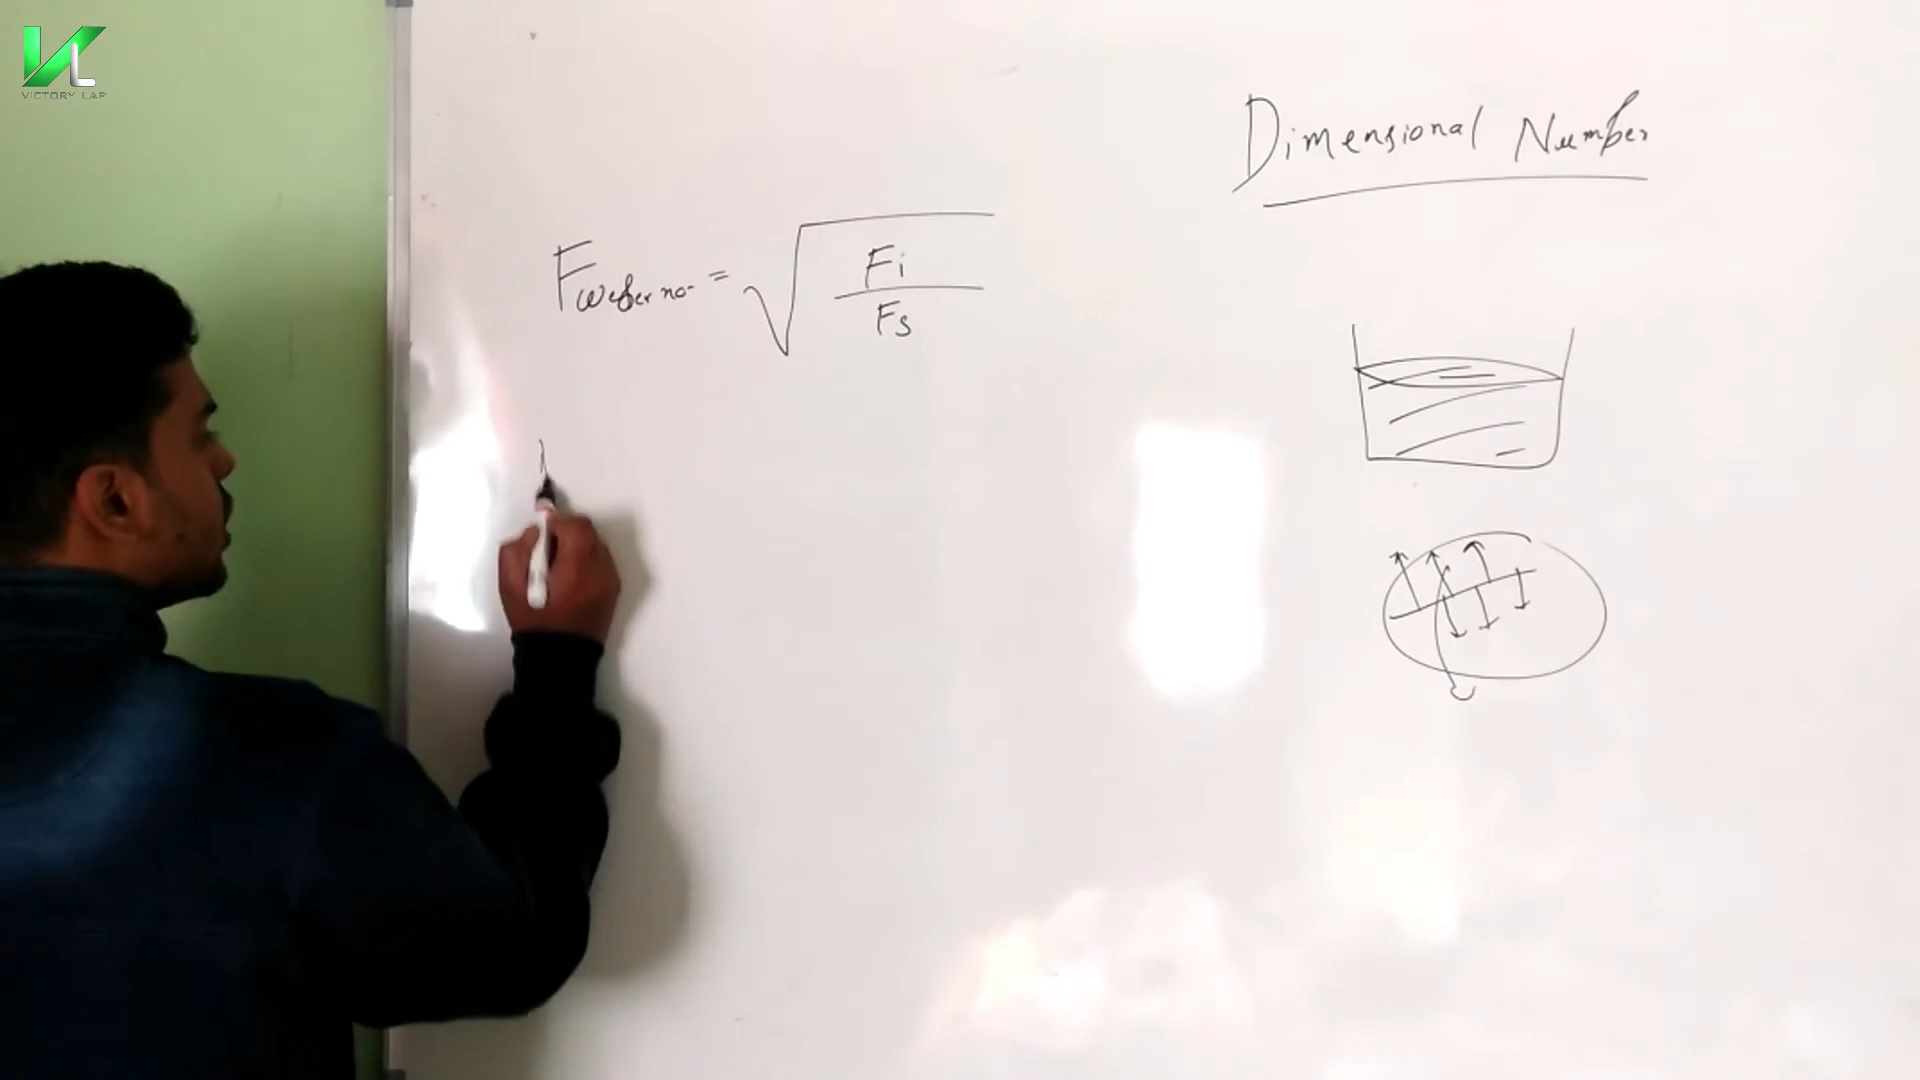 VICTORY LAP
Dimensional Number
F weber no. = √ Fi / Fs